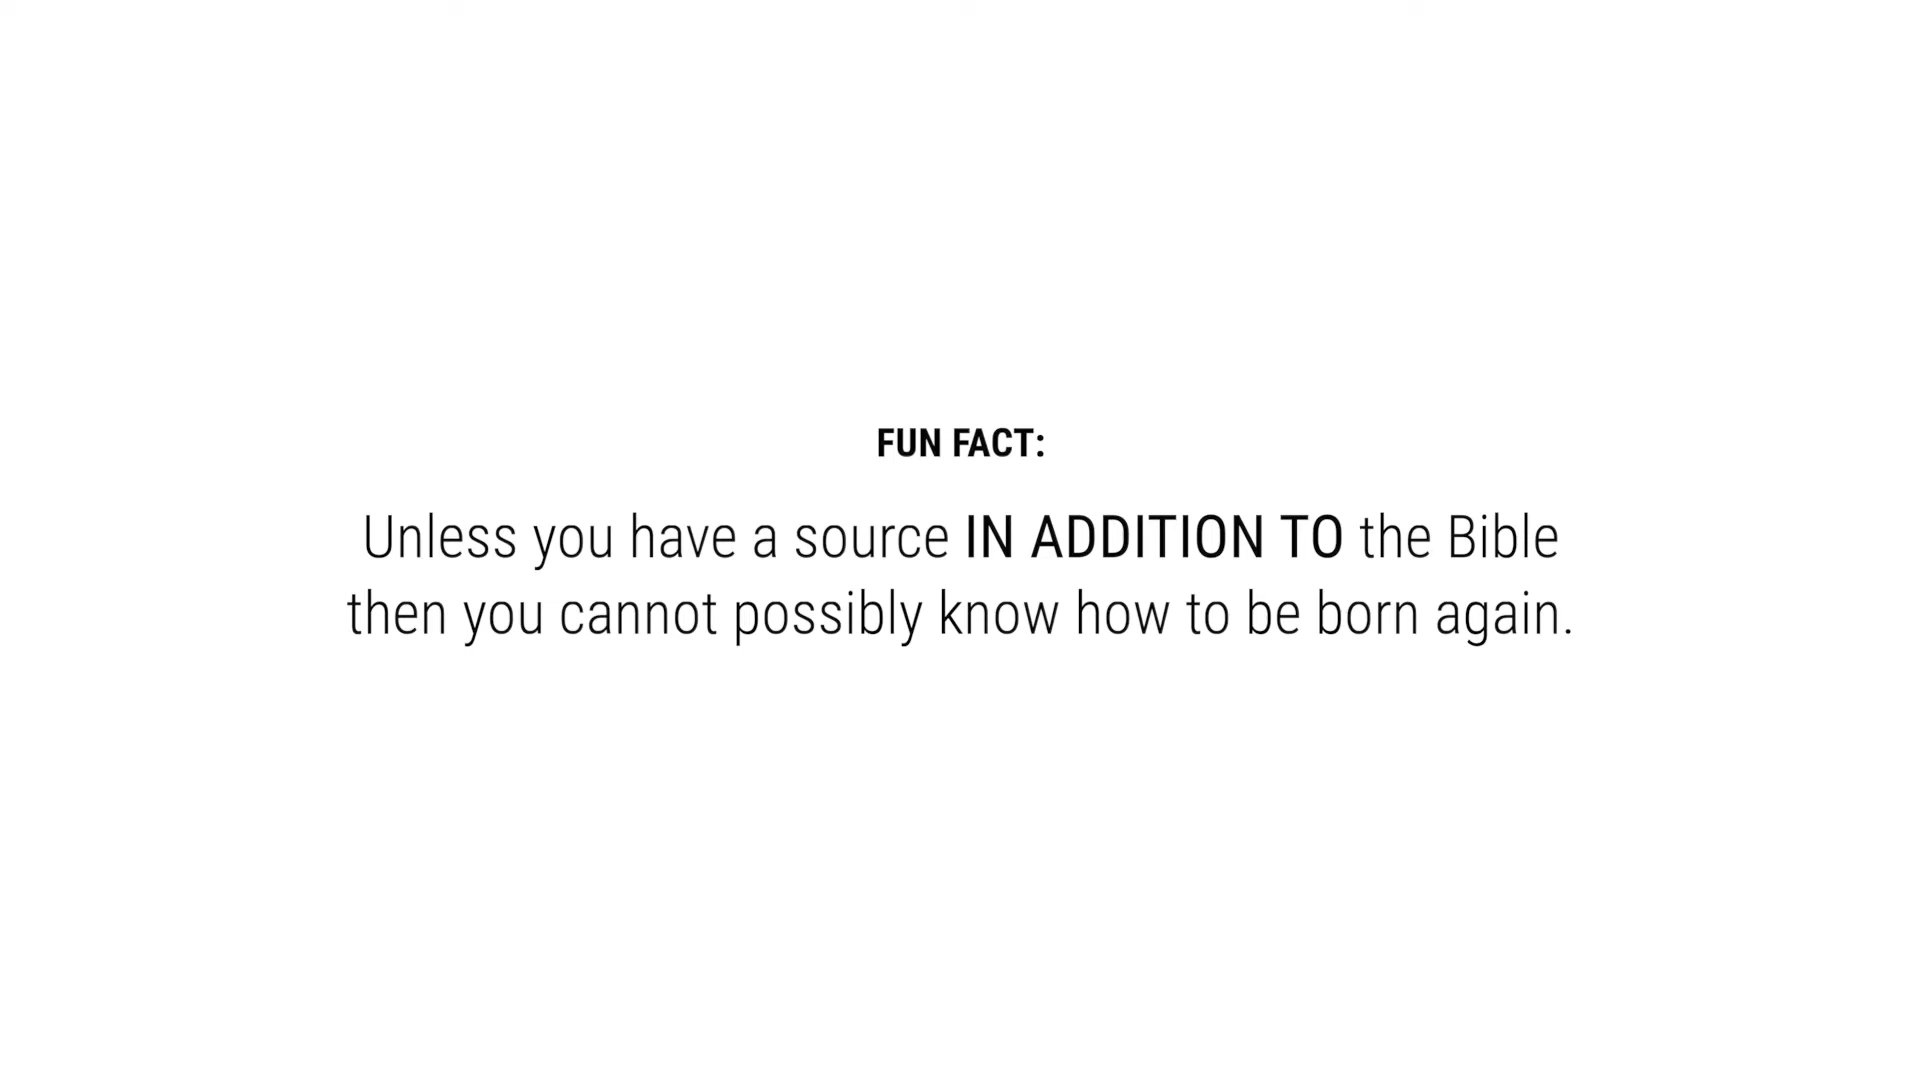 FUN FACT:
Unless you have a source IN ADDITION TO the Bible
then you cannot possibly know how to be born again.